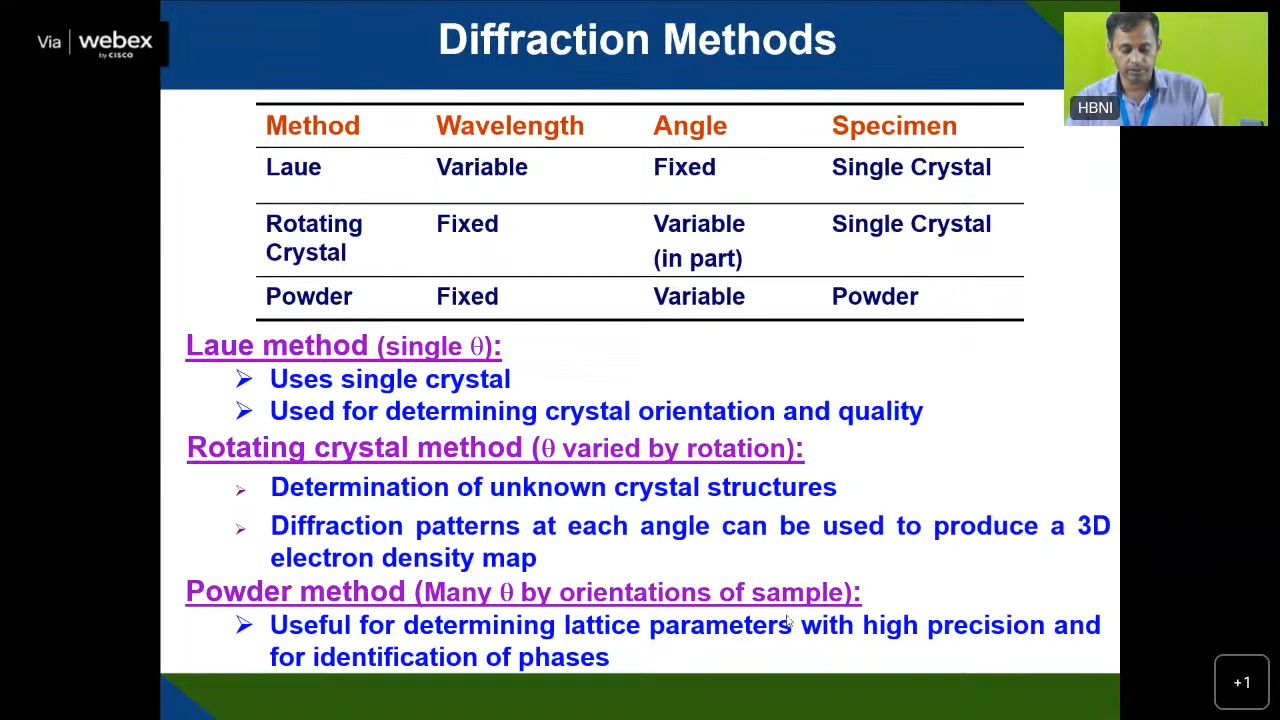 Via | webex
by CISCO
Diffraction Methods
HBNI
Method Wavelength Angle Specimen
Laue Variable Fixed Single Crystal
Rotating Crystal Fixed Variable (in part) Single Crystal
Powder Fixed Variable Powder
Laue method (single θ):
➢ Uses single crystal
➢ Used for determining crystal orientation and quality
Rotating crystal method (θ varied by rotation):
➢ Determination of unknown crystal structures
➢ Diffraction patterns at each angle can be used to produce a 3D
electron density map
Powder method (Many θ by orientations of sample):
➢ Useful for determining lattice parameters with high precision and
for identification of phases
+1